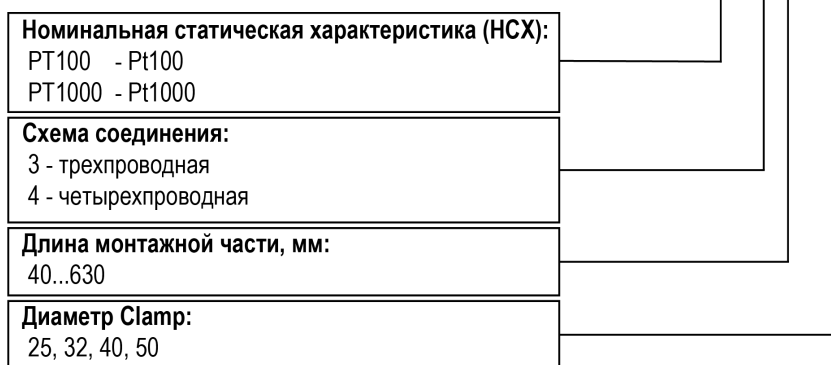 Номинальная статическая характеристика (НСХ):
PT100 - Pt100
PT1000 - Pt1000
Схема соединения:
3 - трехпроводная
4 - четырехпроводная
Длина монтажной части, мм:
40...630
Диаметр Clamp:
25, 32, 40, 50